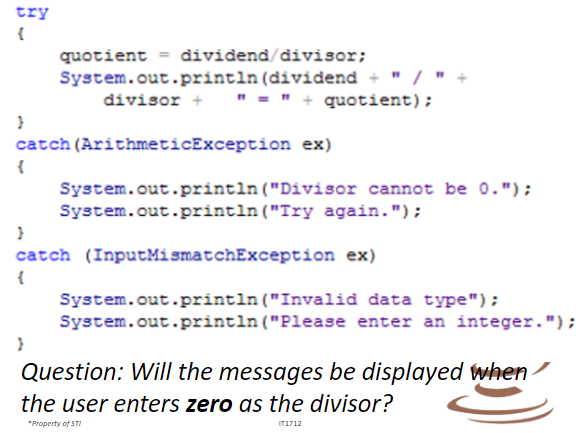 try
{
quotient = dividend/divisor;
System.out.println(dividend + " / " +
divisor + " = " + quotient);
}
catch(ArithmeticException ex)
{
System.out.println("Divisor cannot be 0.");
System.out.println("Try again.");
}
catch (InputMismatchException ex)
{
System.out.println("Invalid data type");
System.out.println("Please enter an integer.");
}
Question: Will the messages be displayed when
the user enters zero as the divisor?
*Property of STI IT1712